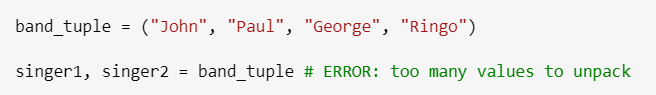 band_tuple = ("John", "Paul", "George", "Ringo")
singer1, singer2 = band_tuple # ERROR: too many values to unpack